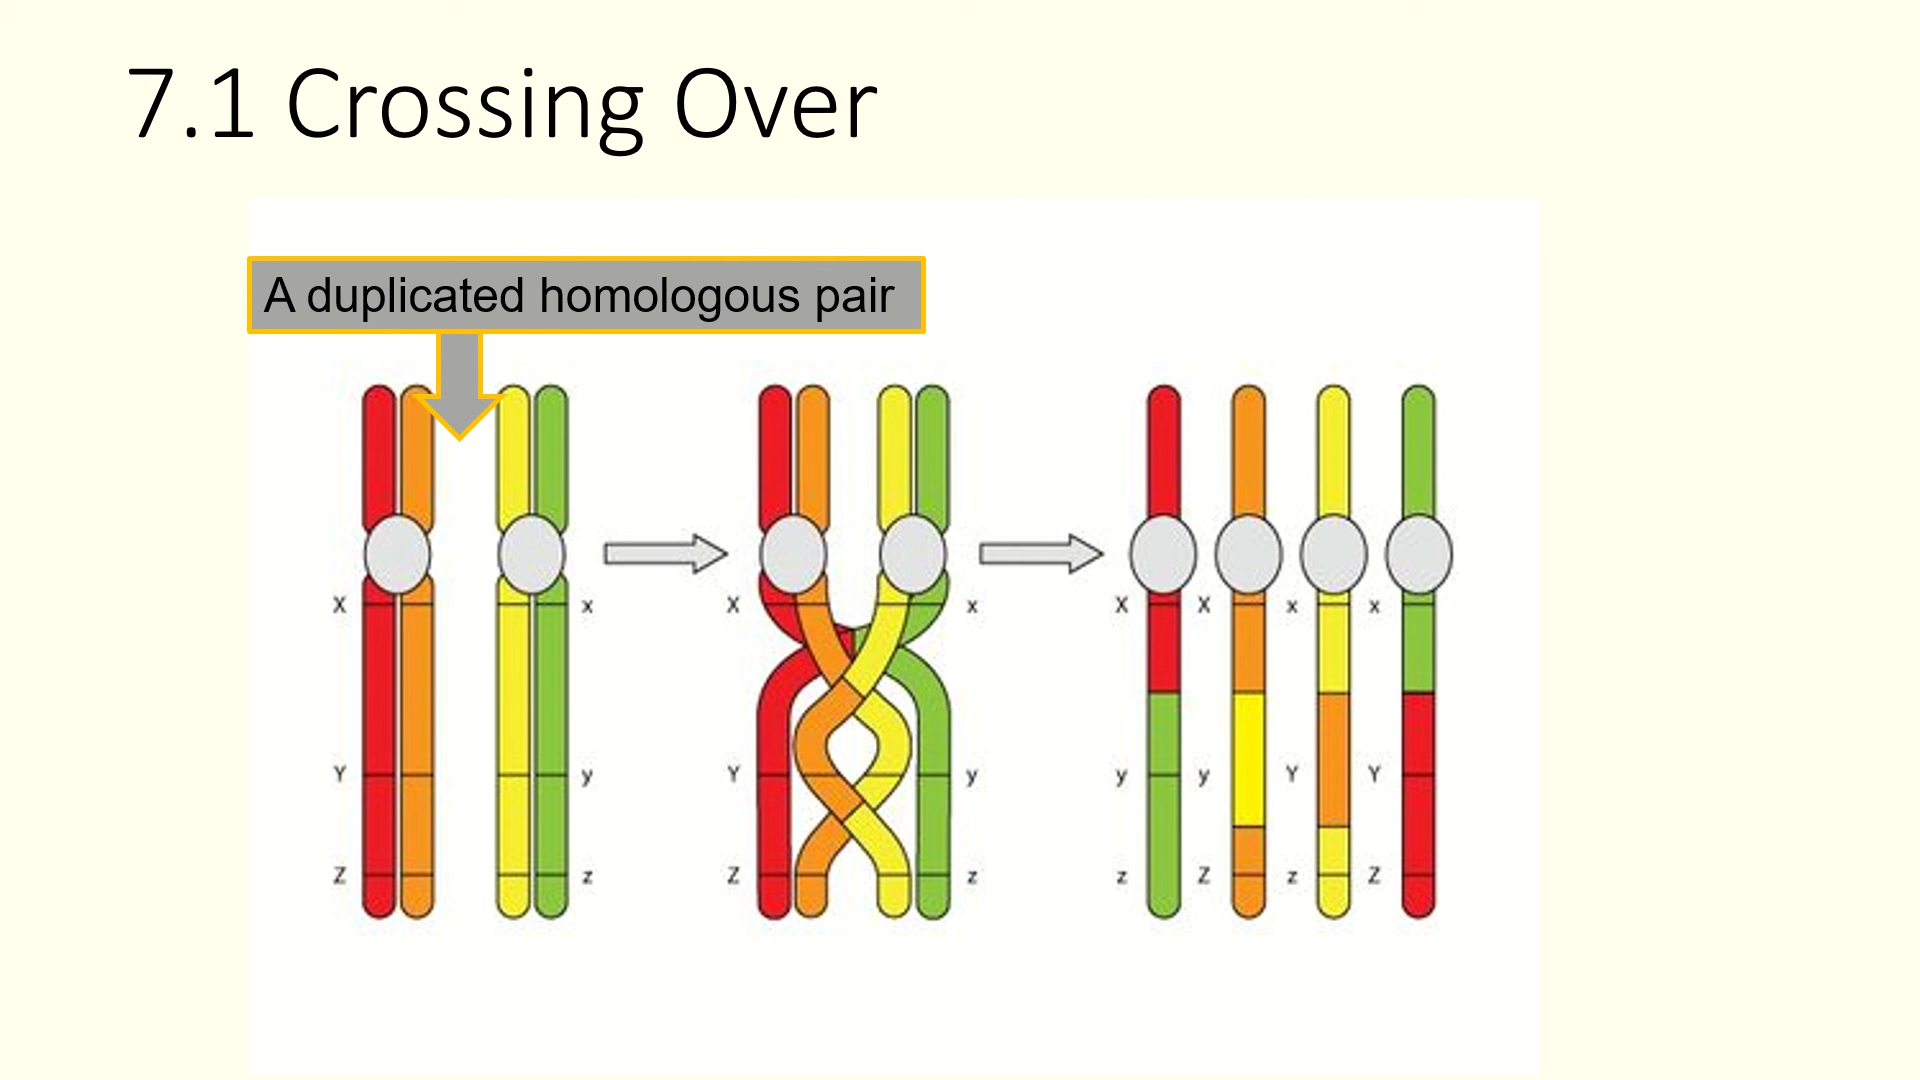 7.1 Crossing Over
A duplicated homologous pair
X x X x X X x x
Y y Y y y y Y Y
Z z Z z z Z z Z